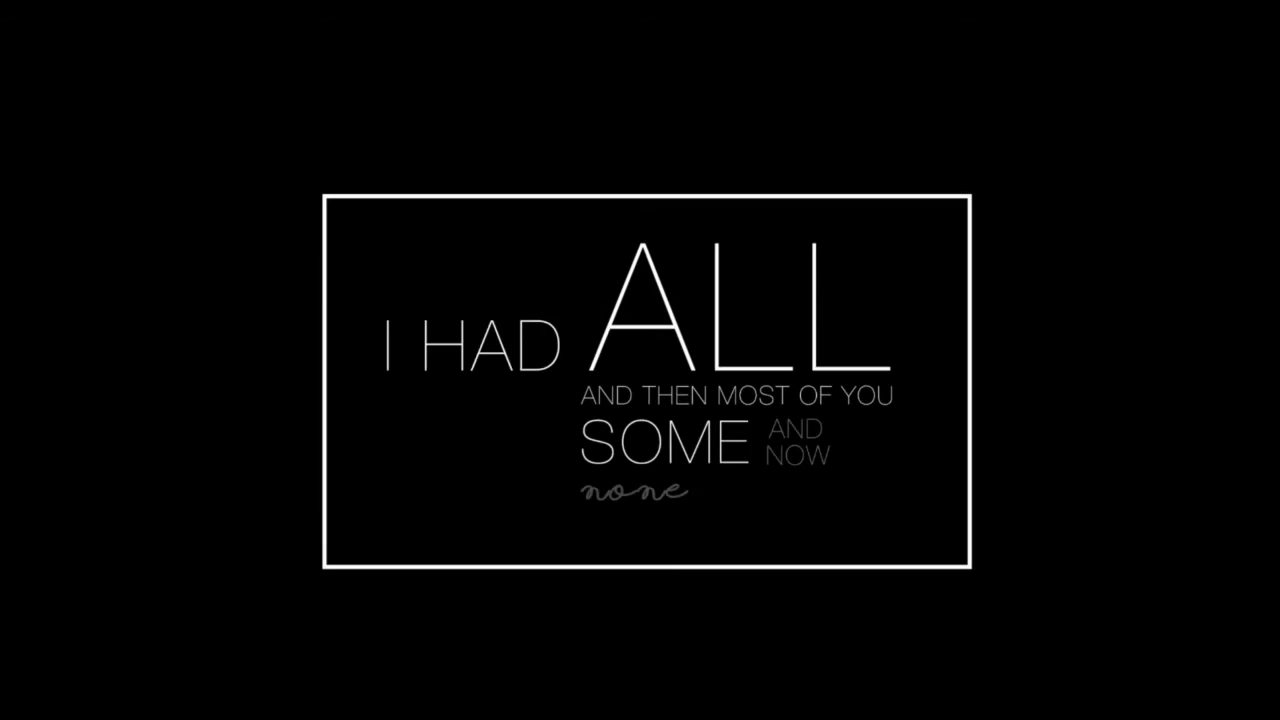 I HAD ALL
AND THEN MOST OF YOU
SOME AND NOW
none